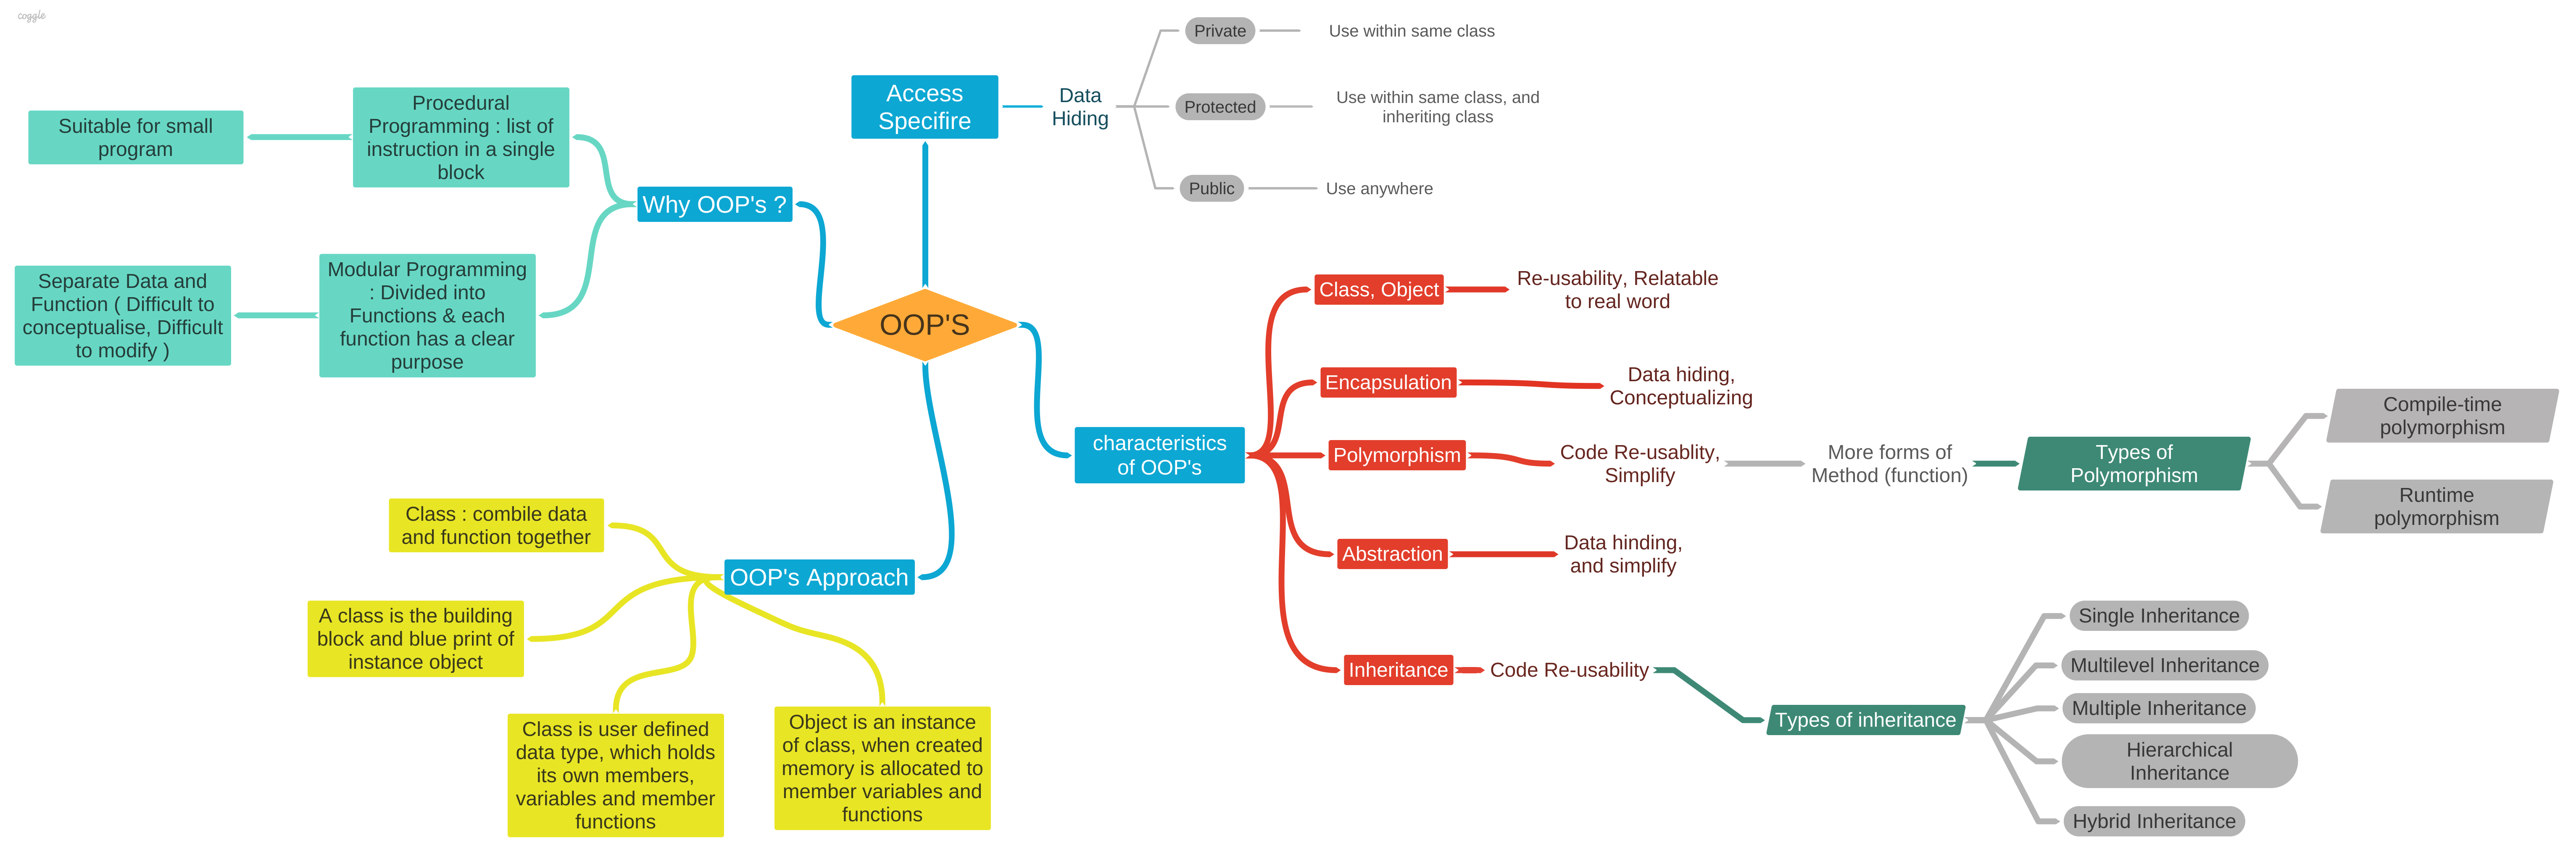 coggle
Private
Use within same class
Access
Specifire
Data
Hiding
Protected
Use within same class, and
inheriting class
Public
Use anywhere
Why OOP's ?
Procedural
Programming : list of
instruction in a single
block
Suitable for small
program
Modular Programming
: Divided into
Functions & each
function has a clear
purpose
Separate Data and
Function ( Difficult to
conceptualise, Difficult
to modify )
OOP'S
characteristics
of OOP's
Class, Object
Re-usability, Relatable
to real word
Encapsulation
Data hiding,
Conceptualizing
Polymorphism
Code Re-usablity,
Simplify
More forms of
Method (function)
Types of
Polymorphism
Compile-time
polymorphism
Runtime
polymorphism
Abstraction
Data hinding,
and simplify
Inheritance
Code Re-usability
Types of inheritance
Single Inheritance
Multilevel Inheritance
Multiple Inheritance
Hierarchical
Inheritance
Hybrid Inheritance
OOP's Approach
Class : combile data
and function together
A class is the building
block and blue print of
instance object
Class is user defined
data type, which holds
its own members,
variables and member
functions
Object is an instance
of class, when created
memory is allocated to
member variables and
functions